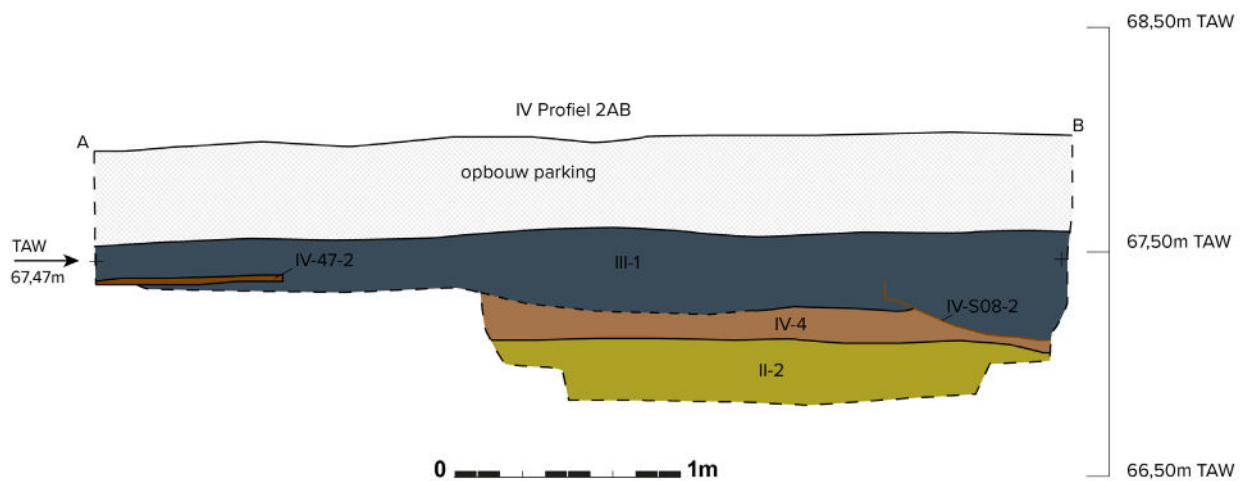 68,50m TAW
IV Profiel 2AB
A
B
opbouw parking
TAW
67,47m
67,50m TAW
IV-47-2
III-1
IV-S08-2
IV-4
II-2
0
1m
66,50m TAW